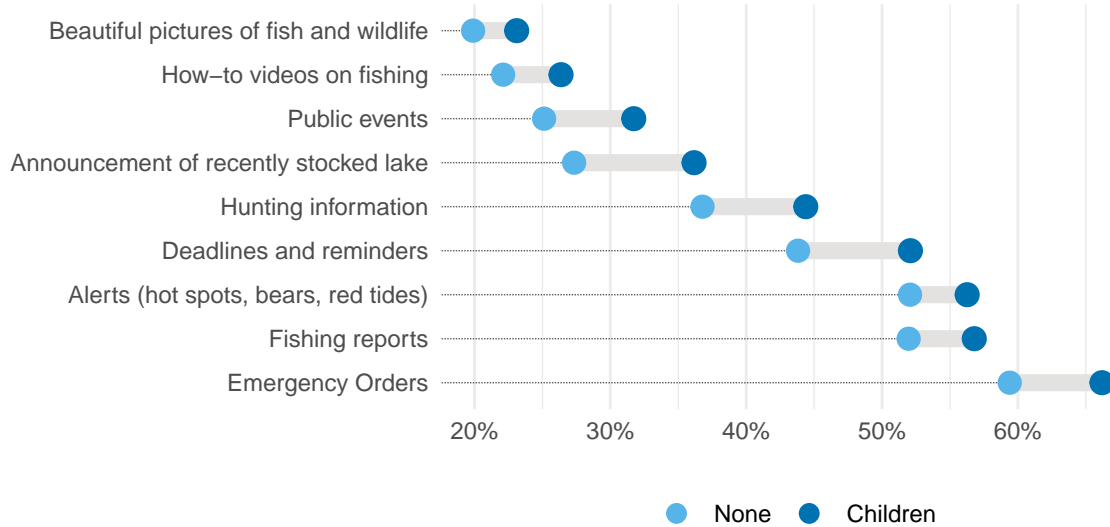 Beautiful pictures of fish and wildlife
How−to videos on fishing
Public events
Announcement of recently stocked lake
Hunting information
Deadlines and reminders
Alerts (hot spots, bears, red tides)
Fishing reports
Emergency Orders
20% 30% 40% 50% 60%
None Children